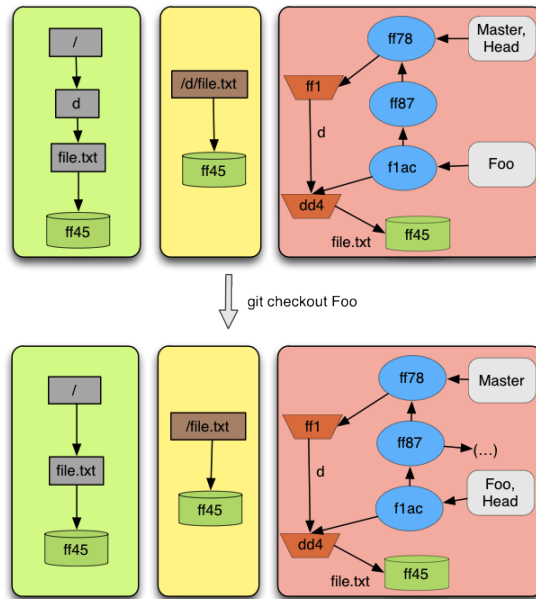 /
d
file.txt
ff45
/d/file.txt
ff45
ff78
Master,
Head
ff1
ff87
d
f1ac
Foo
dd4
file.txt
ff45
git checkout Foo
/
file.txt
ff45
/file.txt
ff45
ff78
Master
ff1
ff87
(...)
d
f1ac
Foo,
Head
dd4
file.txt
ff45